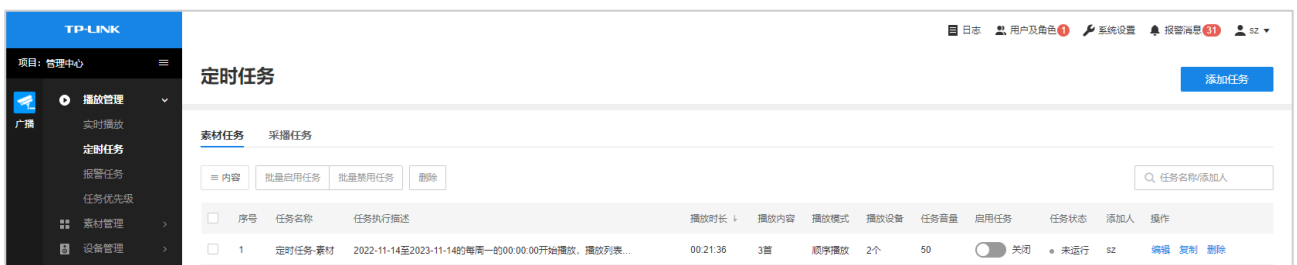 TP-LINK
日志 用户及角色 1 系统设置 报警消息 31 sz
项目：管理中心
定时任务
添加任务
广播
播放管理
实时播放
定时任务
报警任务
任务优先级
素材管理
设备管理
素材任务 采播任务
内容 批量启用任务 批量禁用任务 删除
任务名称/添加人
序号 任务名称 任务执行描述 播放时长 播放内容 播放模式 播放设备 任务音量 启用任务 任务状态 添加人 操作
1 定时任务-素材 2022-11-14至2023-11-14的每周一的00:00:00开始播放，播放列表... 00:21:36 3首 顺序播放 2个 50 关闭 未运行 sz 编辑 复制 删除